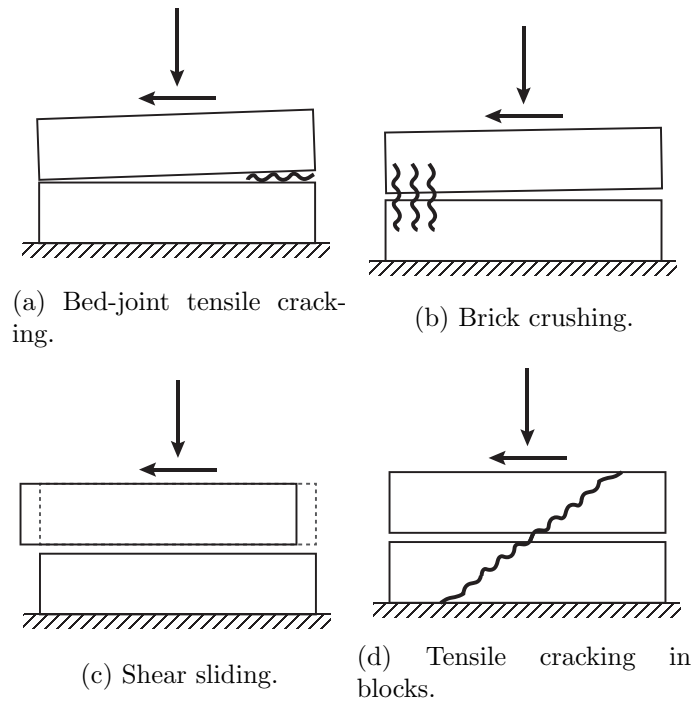 (a) Bed-joint tensile crack-
ing.
(b) Brick crushing.
(c) Shear sliding.
(d) Tensile cracking in
blocks.